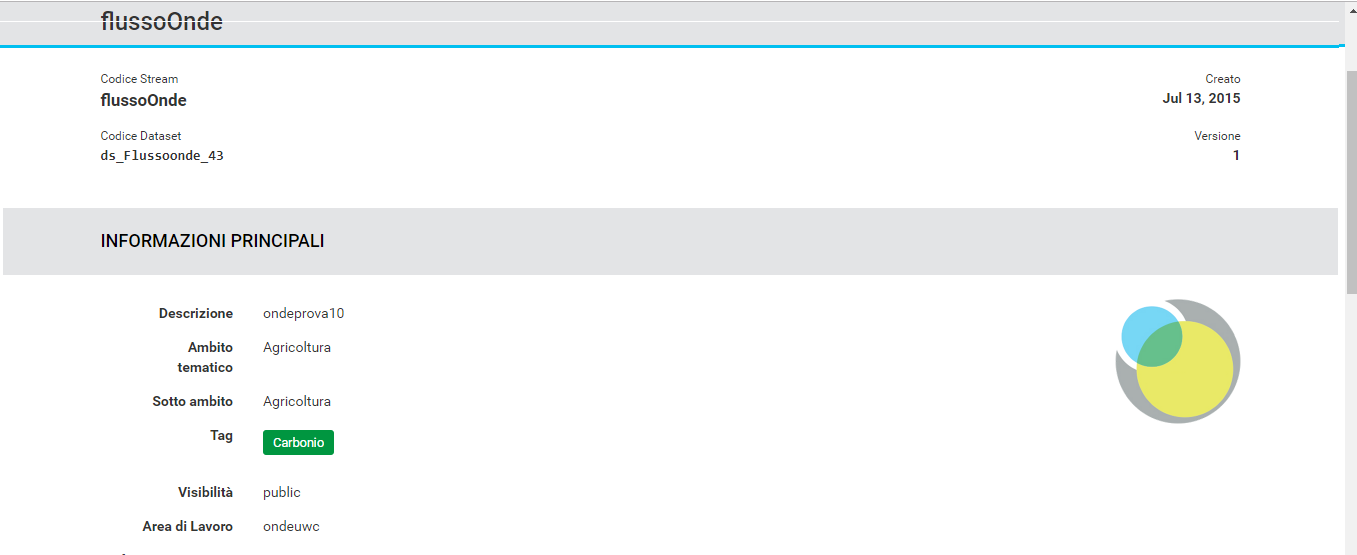 flussoOnde
Codice Stream
flussoOnde
Creato
Jul 13, 2015
Codice Dataset
ds_Flussoonde_43
Versione
1
INFORMAZIONI PRINCIPALI
Descrizione ondeprova10
Ambito
tematico
Agricoltura
Sotto ambito Agricoltura
Tag Carbonio
Visibilità public
Area di Lavoro ondeuwc